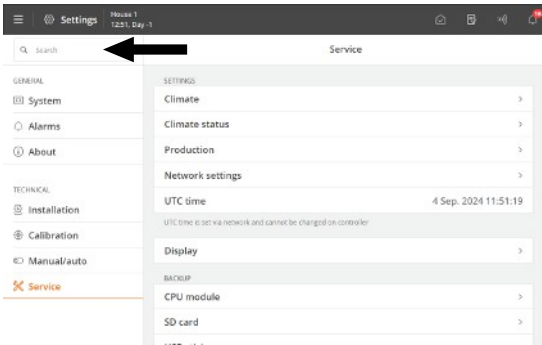 Settings
House 1
12:51, Day -1
Search
GENERAL
System
Alarms
About
TECHNICAL
Installation
Calibration
Manual/auto
Service
Service
SETTINGS
Climate
Climate status
Production
Network settings
UTC time 4 Sep. 2024 11:51:19
UTC time is set via network and cannot be changed on controller
Display
BACKUP
CPU module
SD card